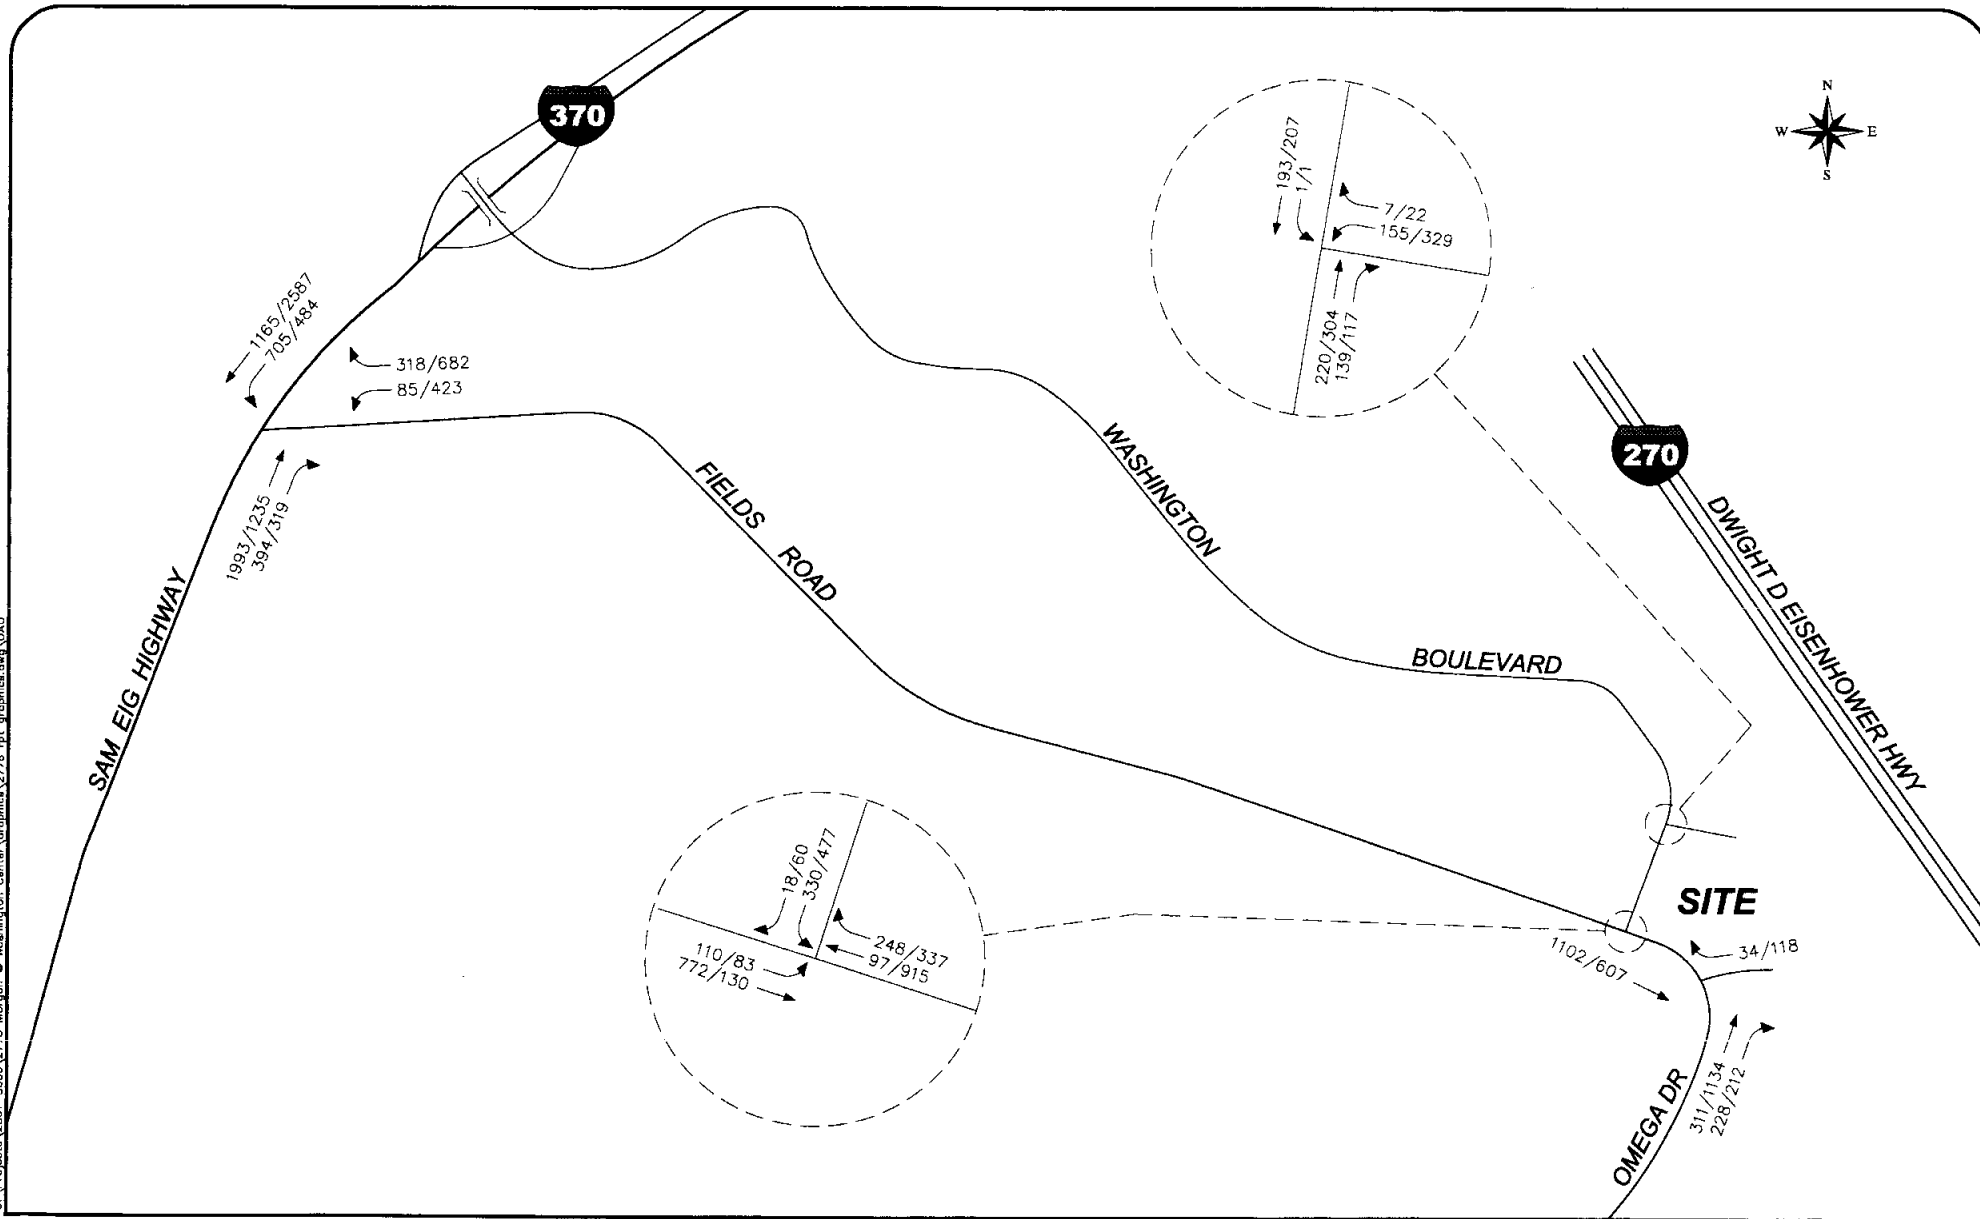 370
N
W E
S
193/207
1/1
7/22
155/329
220/304
139/117
1165/2587
705/484
318/682
85/423
1993/1235
394/319
270
WASHINGTON
BOULEVARD
FIELDS
ROAD
DWIGHT D EISENHOWER HWY
SAM EIG HIGHWAY
18/60
330/477
248/337
97/915
110/83
772/130
SITE
1102/607
34/118
311/1134
228/212
OMEGA DR